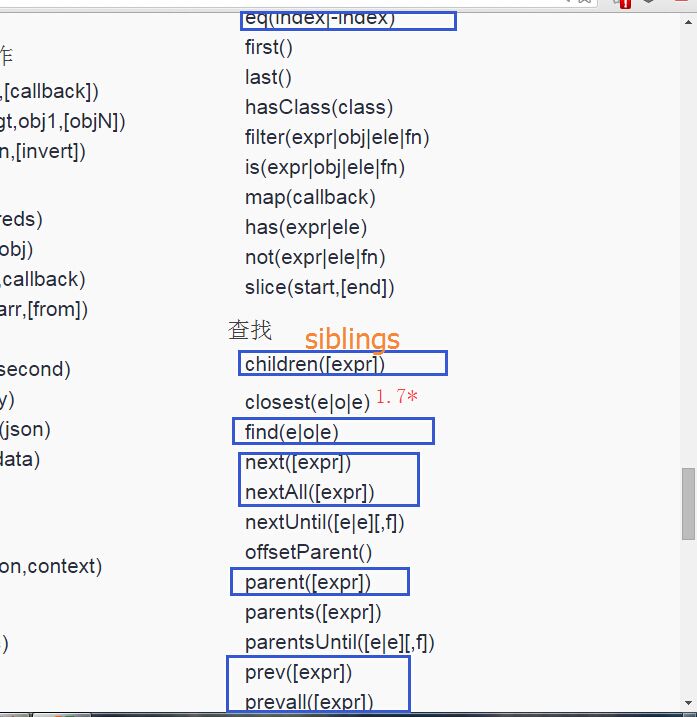 作
,[callback])
gt,obj1,[objN])
n,[invert])
reds)
obj)
,callback)
arr,[from])
second)
y)
(json)
data)
on,context)
)
eq(index|-index)
first()
last()
hasClass(class)
filter(expr|obj|ele|fn)
is(expr|obj|ele|fn)
map(callback)
has(expr|ele)
not(expr|ele|fn)
slice(start,[end])
查找
siblings
children([expr])
closest(e|o|e) 1.7*
find(e|o|e)
next([expr])
nextAll([expr])
nextUntil([e|e][,f])
offsetParent()
parent([expr])
parents([expr])
parentsUntil([e|e][,f])
prev([expr])
prevall([expr])